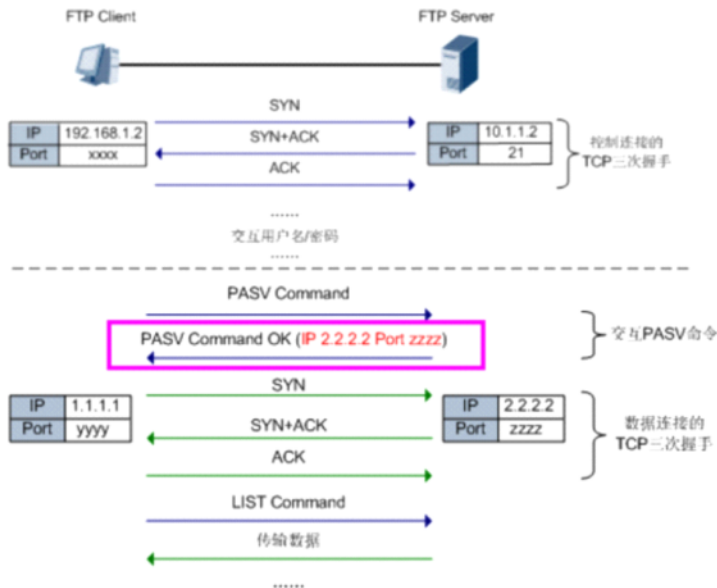 FTP Client
FTP Server
SYN
IP 192.168.1.2
Port xxxx
SYN+ACK
IP 10.1.1.2
Port 21
控制连接的
TCP三次握手
ACK
......
交互用户名/密码
......
PASV Command
PASV Command OK (IP 2.2.2.2 Port zzzz)
交互PASV命令
SYN
IP 1.1.1.1
Port yyyy
SYN+ACK
IP 2.2.2.2
Port zzzz
数据连接的
TCP三次握手
ACK
LIST Command
传输数据
......